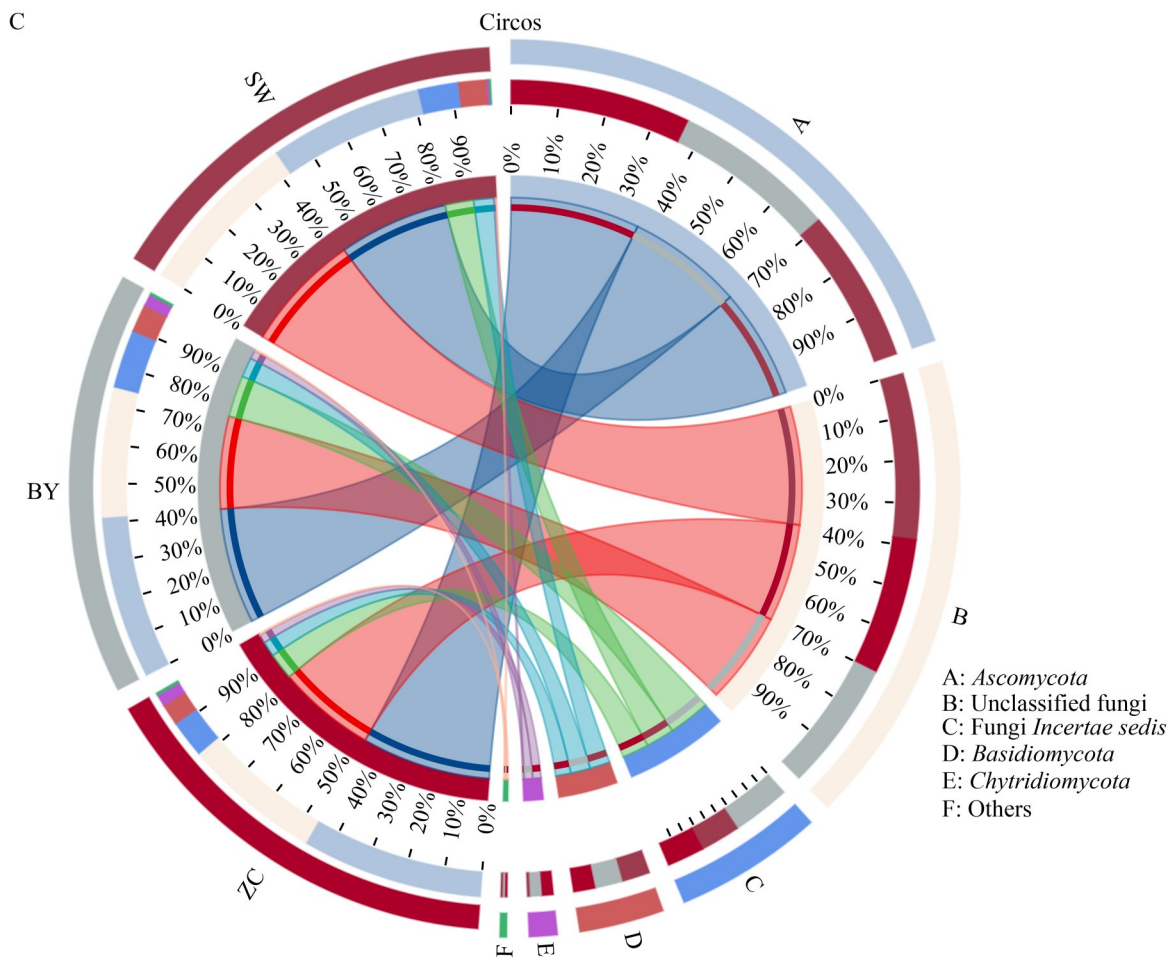 C
Circos
A
0%
10%
20%
30%
40%
50%
60%
70%
80%
90%
B
0%
10%
20%
30%
40%
50%
60%
70%
80%
90%
C
D
E
F
ZC
0%
10%
20%
30%
40%
50%
60%
70%
80%
90%
BY
0%
10%
20%
30%
40%
50%
60%
70%
80%
90%
SW
0%
10%
20%
30%
40%
50%
60%
70%
80%
90%
A: Ascomycota
B: Unclassified fungi
C: Fungi Incertae sedis
D: Basidiomycota
E: Chytridiomycota
F: Others